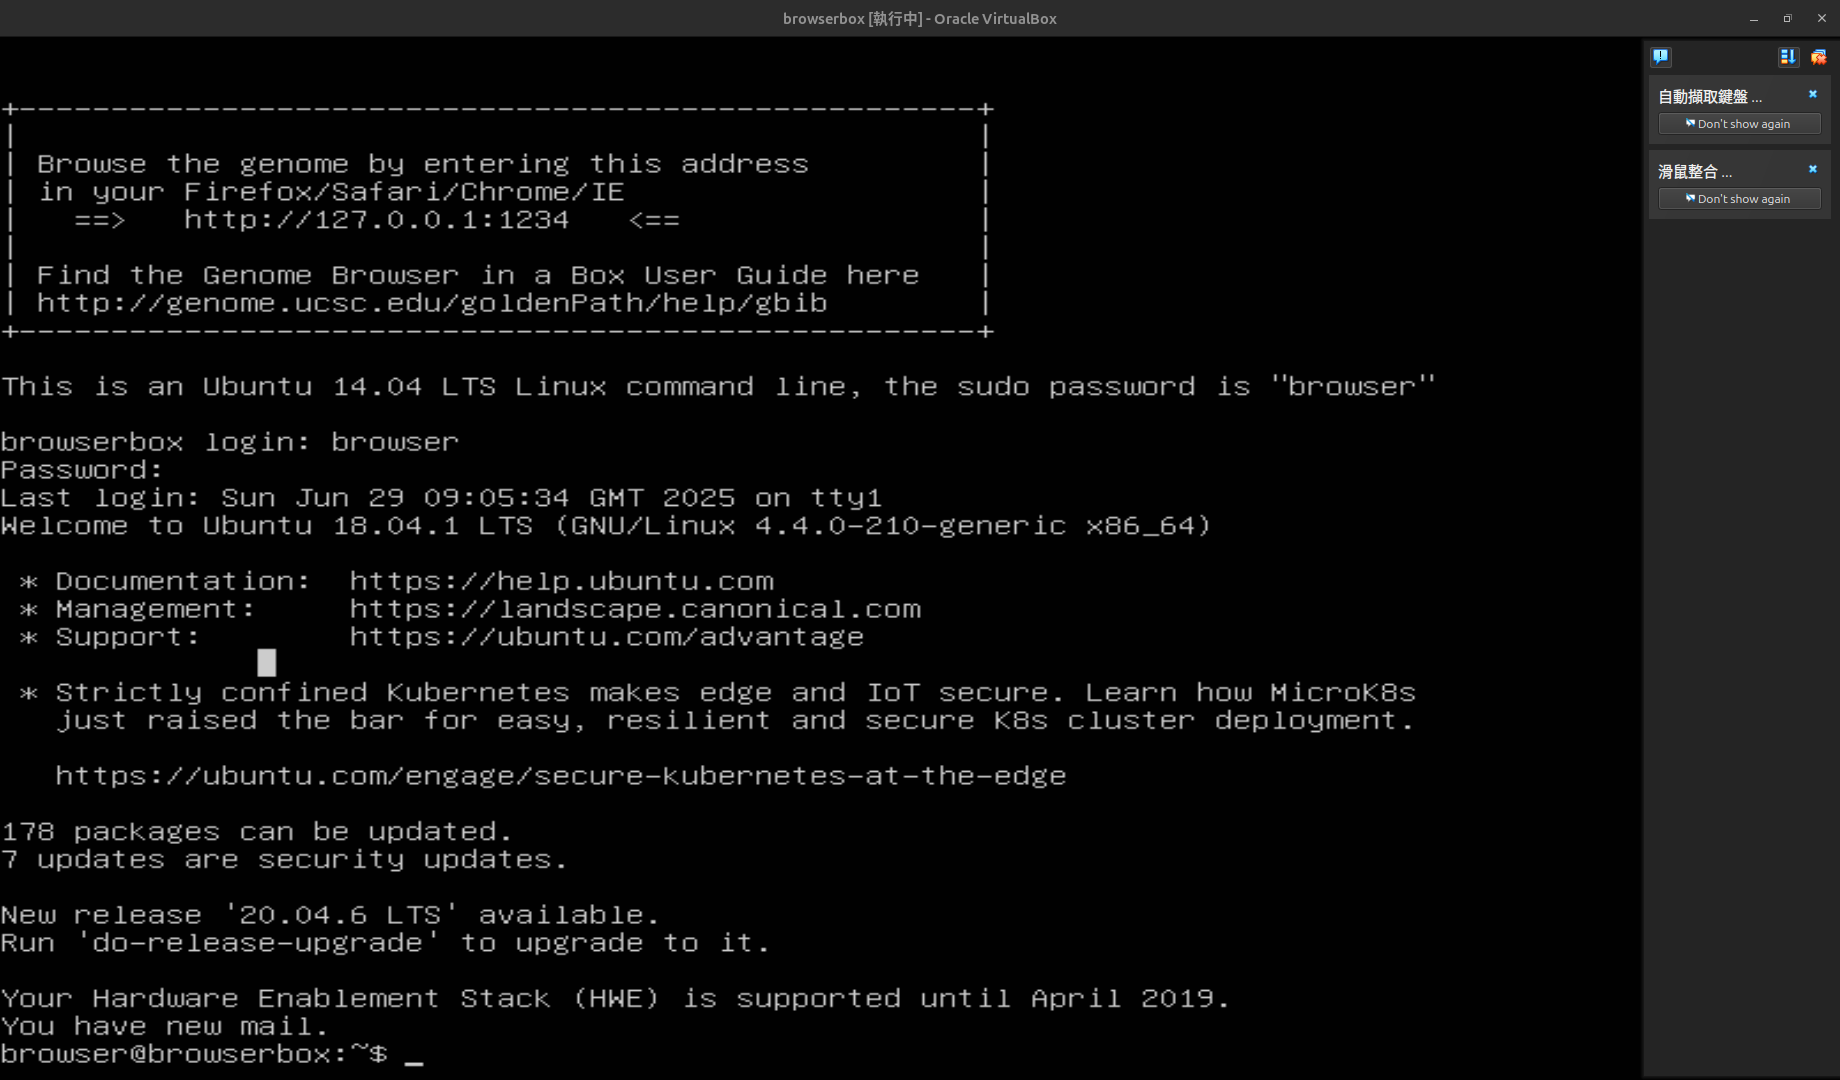 browserbox [執行中] - Oracle VirtualBox
+----------------------------------------------------+
| |
| Browse the genome by entering this address |
| in your Firefox/Safari/Chrome/IE |
| ==> http://127.0.0.1:1234 <== |
| |
| Find the Genome Browser in a Box User Guide here |
| http://genome.ucsc.edu/goldenPath/help/gbib |
+----------------------------------------------------+
This is an Ubuntu 14.04 LTS Linux command line, the sudo password is "browser"
browserbox login: browser
Password:
Last login: Sun Jun 29 09:05:34 GMT 2025 on tty1
Welcome to Ubuntu 18.04.1 LTS (GNU/Linux 4.4.0-210-generic x86_64)
* Documentation: https://help.ubuntu.com
* Management: https://landscape.canonical.com
* Support: https://ubuntu.com/advantage
* Strictly confined Kubernetes makes edge and IoT secure. Learn how MicroK8s
just raised the bar for easy, resilient and secure K8s cluster deployment.
https://ubuntu.com/engage/secure-kubernetes-at-the-edge
178 packages can be updated.
7 updates are security updates.
New release '20.04.6 LTS' available.
Run 'do-release-upgrade' to upgrade to it.
Your Hardware Enablement Stack (HWE) is supported until April 2019.
You have new mail.
browser@browserbox:~$ _
自動擷取鍵盤 ...
Don't show again
滑鼠整合 ...
Don't show again